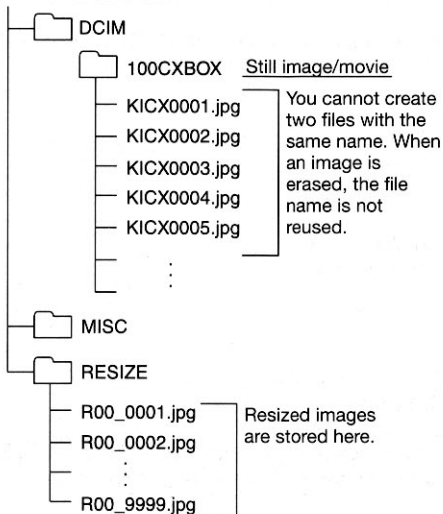 DCIM
100CXBOX Still image/movie
KICX0001.jpg
KICX0002.jpg
KICX0003.jpg
KICX0004.jpg
KICX0005.jpg
You cannot create
two files with the
same name. When
an image is
erased, the file
name is not
reused.
MISC
RESIZE
R00_0001.jpg
R00_0002.jpg
R00_9999.jpg
Resized images
are stored here.